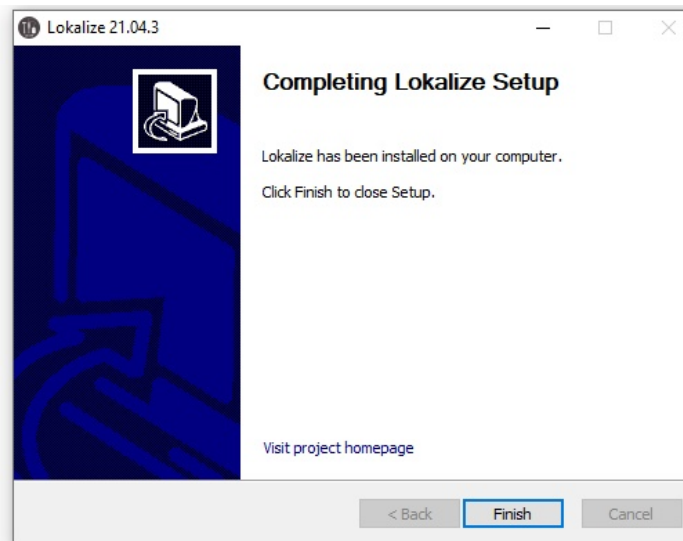 Lokalize 21.04.3
Completing Lokalize Setup
Lokalize has been installed on your computer.
Click Finish to close Setup.
Visit project homepage
< Back Finish Cancel